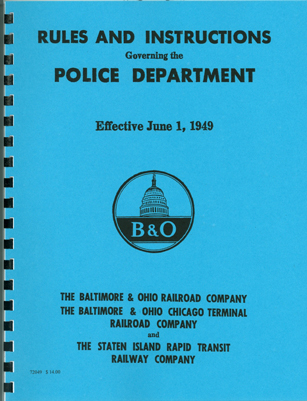 RULES AND INSTRUCTIONS
Governing the
POLICE DEPARTMENT
Effective June 1, 1949
B&O
THE BALTIMORE & OHIO RAILROAD COMPANY
THE BALTIMORE & OHIO CHICAGO TERMINAL
RAILROAD COMPANY
and
THE STATEN ISLAND RAPID TRANSIT
RAILWAY COMPANY